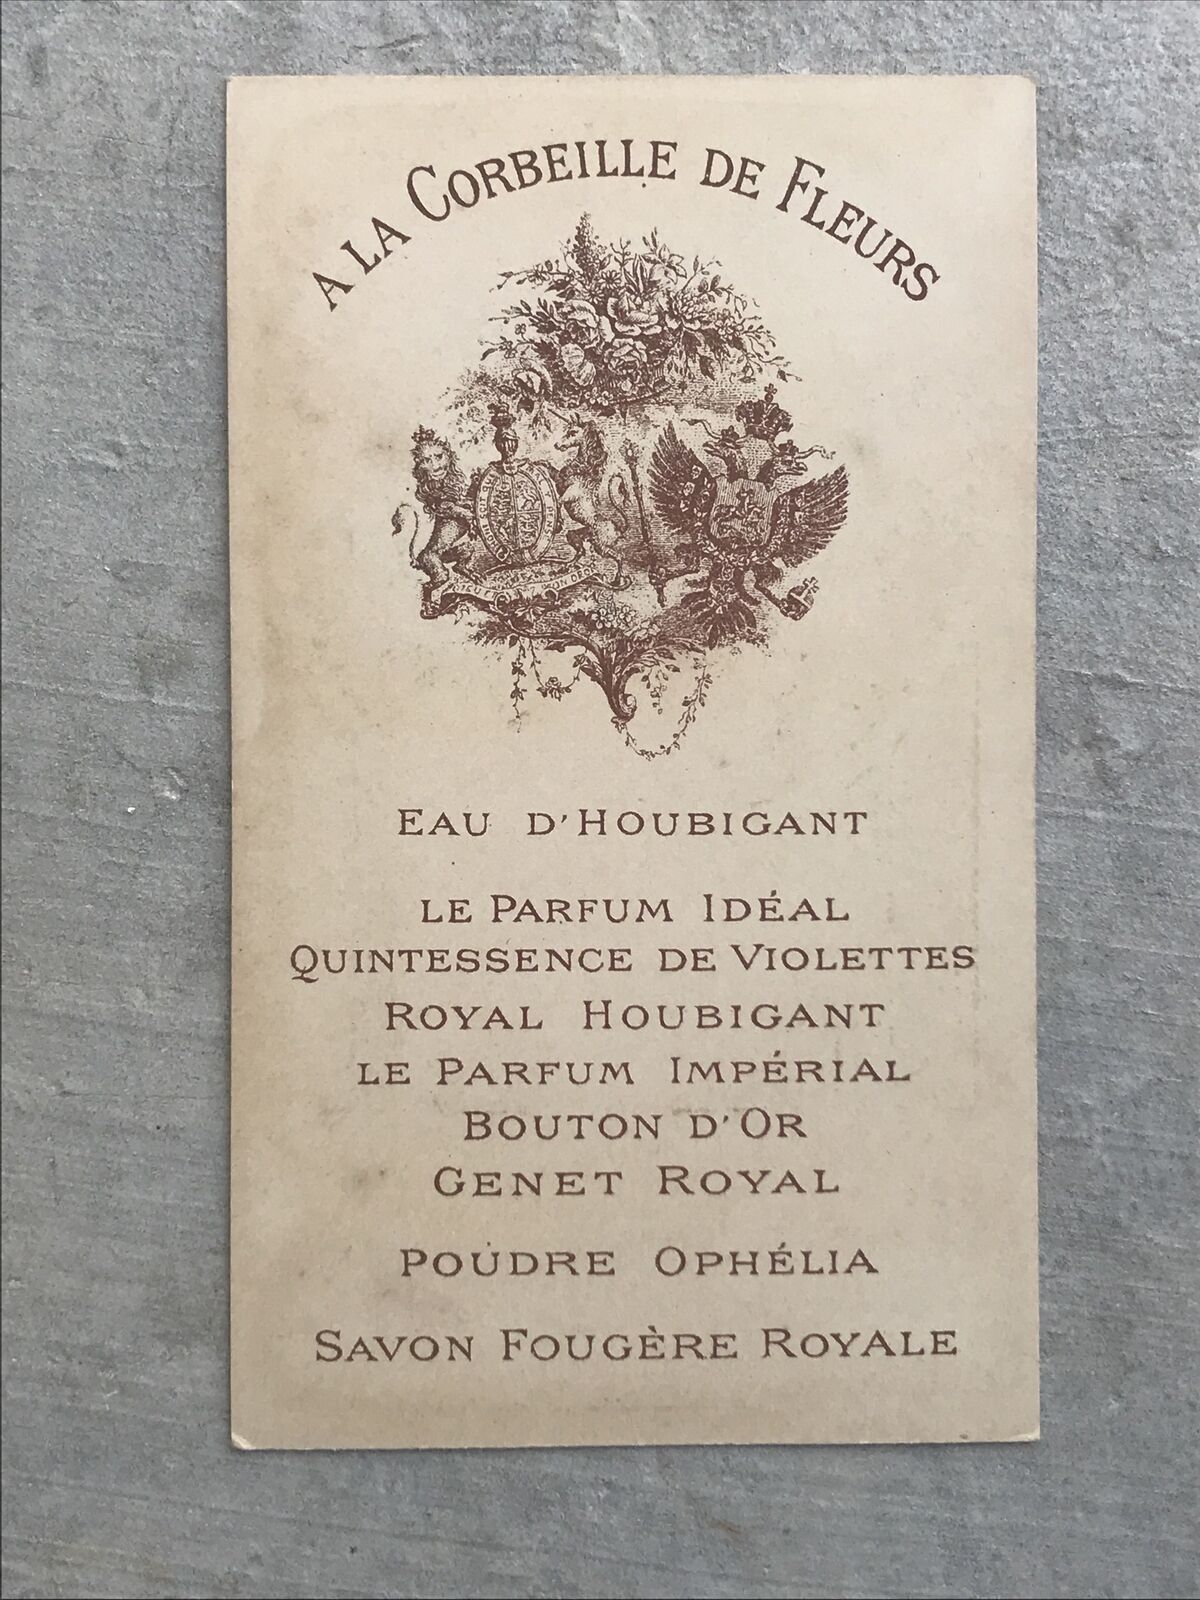 A LA CORBEILLE DE FLEURS
EAU D'HOUBIGANT
LE PARFUM IDÉAL
QUINTESSENCE DE VIOLETTES
ROYAL HOUBIGANT
LE PARFUM IMPÉRIAL
BOUTON D'OR
GENET ROYAL
POUDRE OPHÉLIA
SAVON FOUGÈRE ROYALE